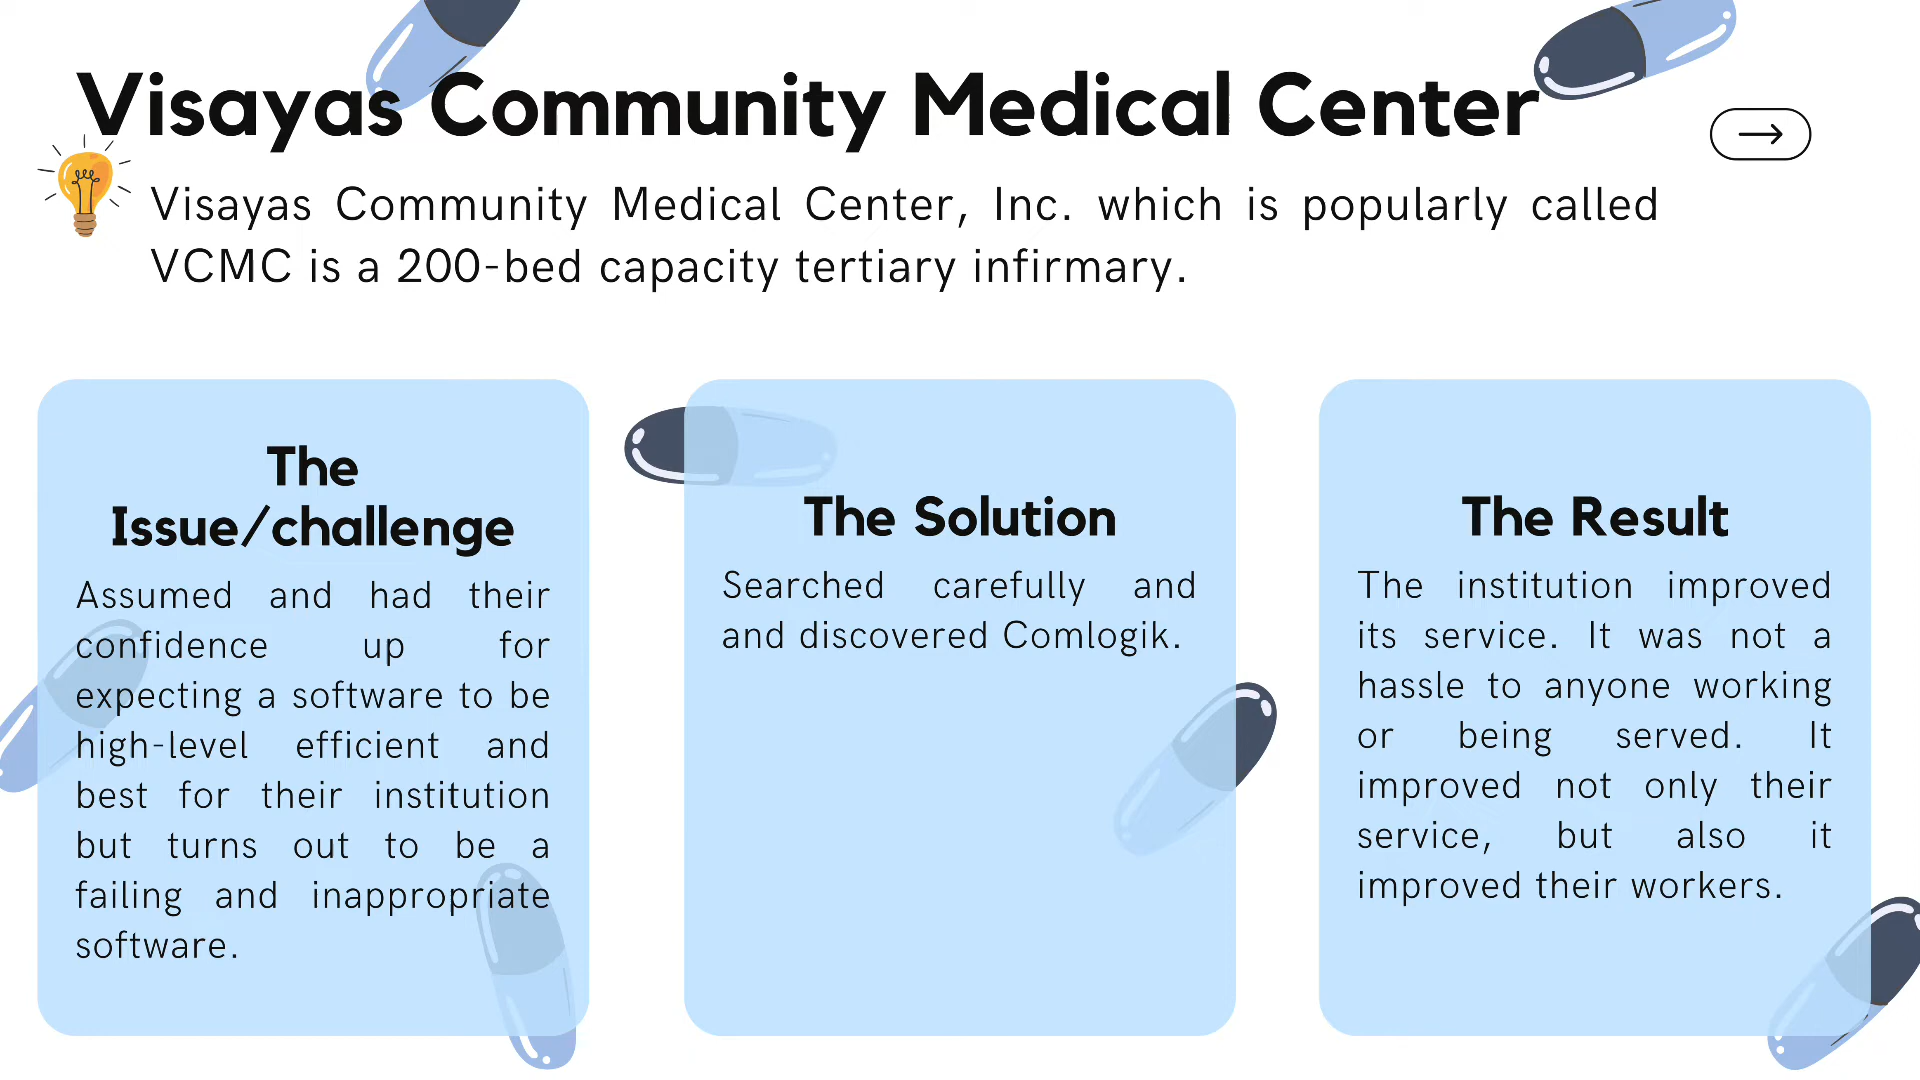 Visayas Community Medical Center
Visayas Community Medical Center, Inc. which is popularly called
VCMC is a 200-bed capacity tertiary infirmary.
The
Issue/challenge
Assumed and had their
confidence up for
expecting a software to be
high-level efficient and
best for their institution
but turns out to be a
failing and inappropriate
software.
The Solution
Searched carefully and
and discovered Comlogik.
The Result
The institution improved
its service. It was not a
hassle to anyone working
or being served. It
improved not only their
service, but also it
improved their workers.